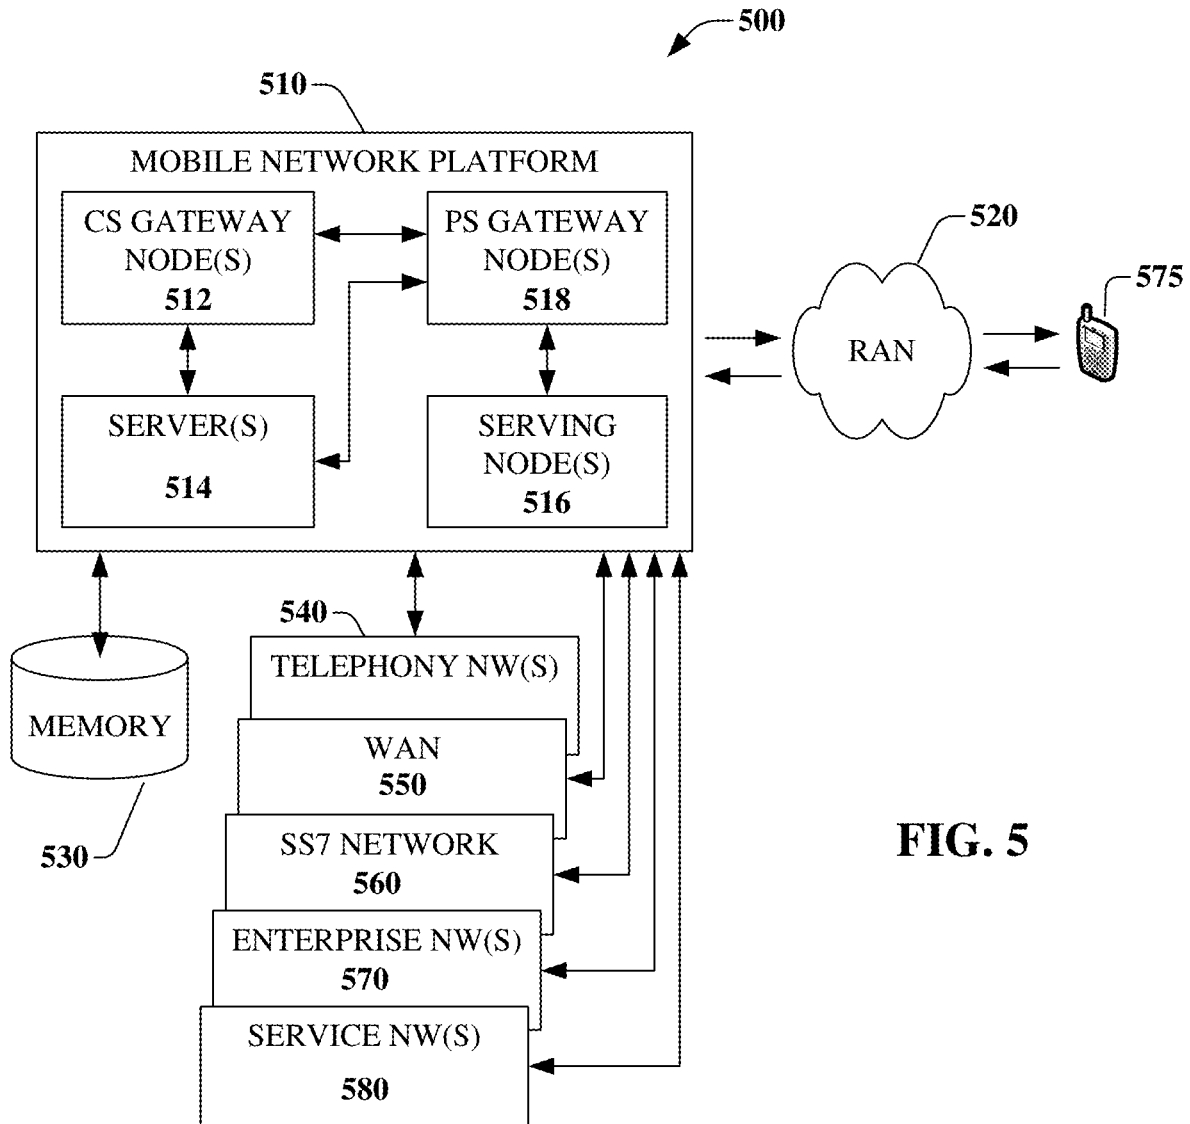 500
510
MOBILE NETWORK PLATFORM
CS GATEWAY
NODE(S)
512
PS GATEWAY
NODE(S)
518
SERVER(S)
514
SERVING
NODE(S)
516
520
RAN
575
540
TELEPHONY NW(S)
MEMORY
530
WAN
550
SS7 NETWORK
560
ENTERPRISE NW(S)
570
SERVICE NW(S)
580
FIG. 5